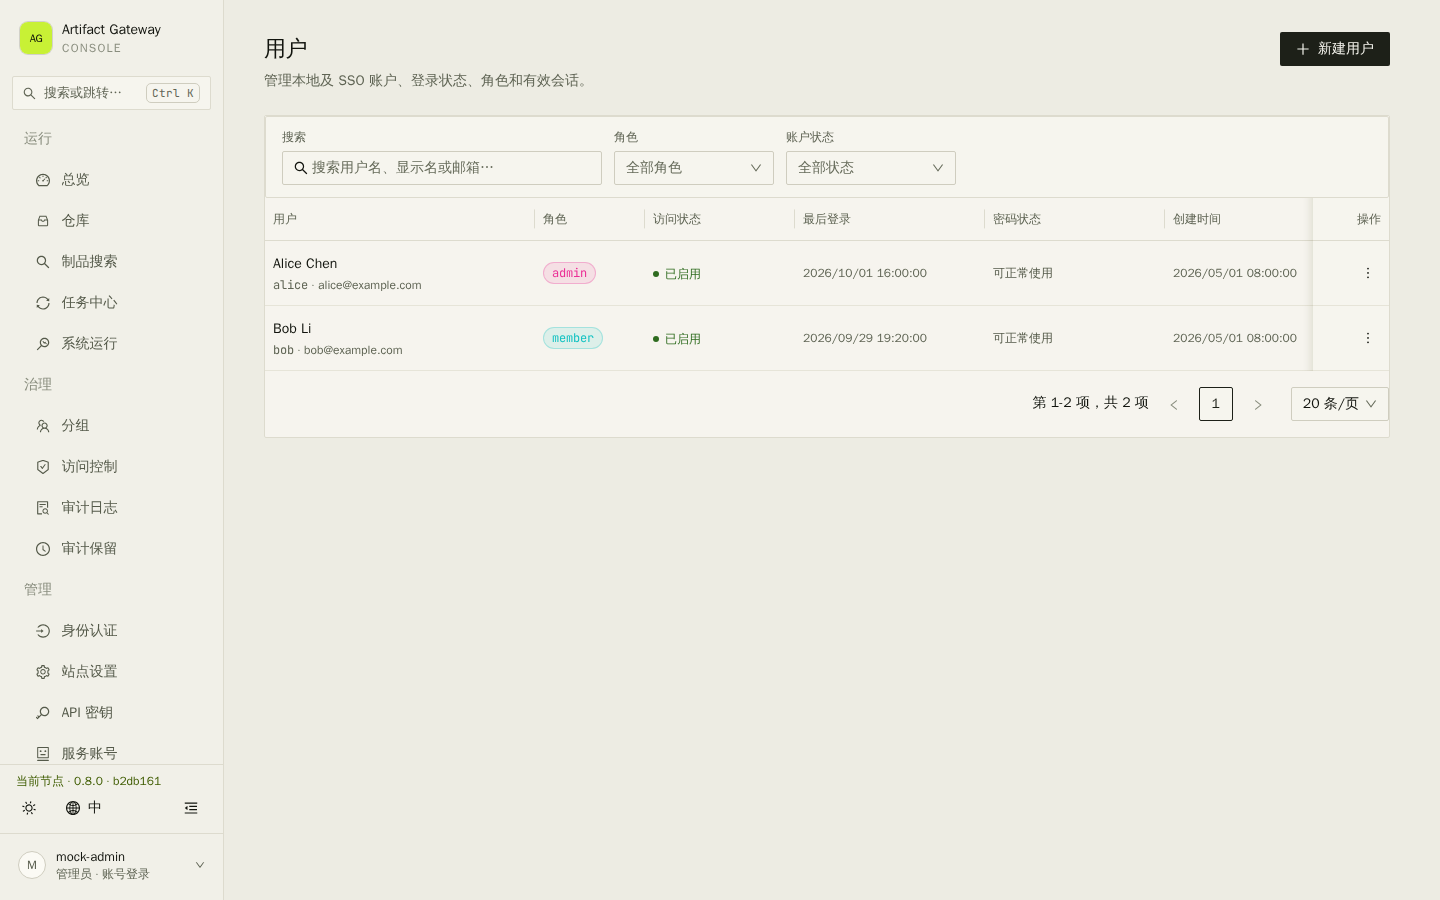 AG
Artifact Gateway
CONSOLE
搜索或跳转… Ctrl K
运行
总览
仓库
制品搜索
任务中心
系统运行
治理
分组
访问控制
审计日志
审计保留
管理
身份认证
站点设置
API 密钥
服务账号
当前节点 · 0.8.0 · b2db161
中
M
mock-admin
管理员 · 账号登录
用户
管理本地及 SSO 账户、登录状态、角色和有效会话。
新建用户
搜索 角色 账户状态
搜索用户名、显示名或邮箱… 全部角色 全部状态
用户 角色 访问状态 最后登录 密码状态 创建时间 操作
Alice Chen
alice · alice@example.com
admin 已启用 2026/10/01 16:00:00 可正常使用 2026/05/01 08:00:00
Bob Li
bob · bob@example.com
member 已启用 2026/09/29 19:20:00 可正常使用 2026/05/01 08:00:00
第 1-2 项，共 2 项 1 20 条/页